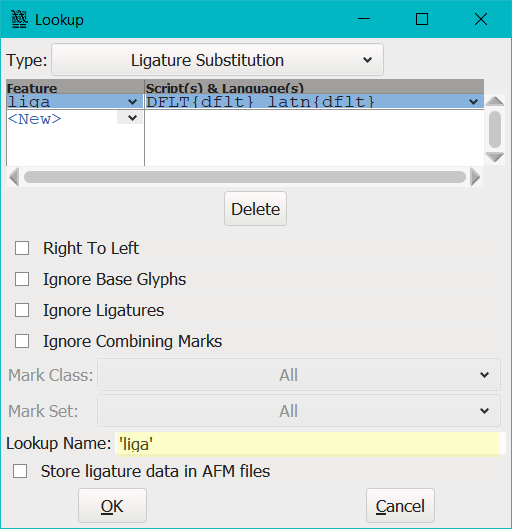 Lookup
Type: Ligature Substitution
Feature Script(s) & Language(s)
liga DFLT{dflt} latn{dflt}
<New>
Delete
Right To Left
Ignore Base Glyphs
Ignore Ligatures
Ignore Combining Marks
Mark Class: All
Mark Set: All
Lookup Name: 'liga'
Store ligature data in AFM files
OK Cancel